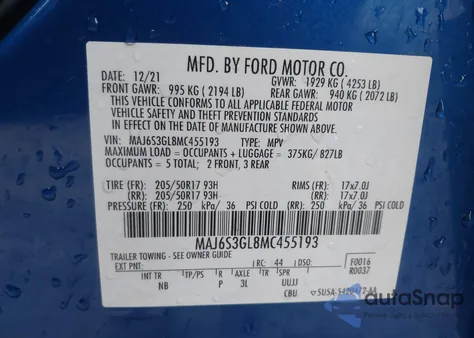 MFD. BY FORD MOTOR CO.
12/21 GVWR: 1929 KG (4253 LB)
FRONT GAWR: 995 KG (2194 LB) REAR GAWR: 940 KG (2072 LB)
THIS VEHICLE CONFORMS TO ALL APPLICABLE FEDERAL MOTOR
VEHICLE SAFETY AND THEFT PREVENTION STANDARDS
IN EFFECT ON THE DATE OF MANUFACTURE SHOWN ABOVE.
VIN: MAJ6S3GL8MC455193 TYPE: MPV
MAXIMUM LOAD = OCCUPANTS + LUGGAGE = 375KG/ 827LB
OCCUPANTS = 5 TOTAL; 2 FRONT, 3 REAR
TIRE (FR) 205/50R17 93H RIMS (FR) 17x7.0J
(RR) 205/50R17 93H (RR) 17x7.0J
PRESSURE (FR) 250 kPa/ 36 PSI COLD (RR) 250 kPa/ 36 PSI COLD
MAJ6S3GL8MC455193
TRAILER TOWING - SEE OWNER GUIDE
EXT PNT: RC: 44 DSO: F0016
R0037
INT TR TP/PS R AXLE TR SPR
NB P 3L UUJJ
CBU
autoSnap